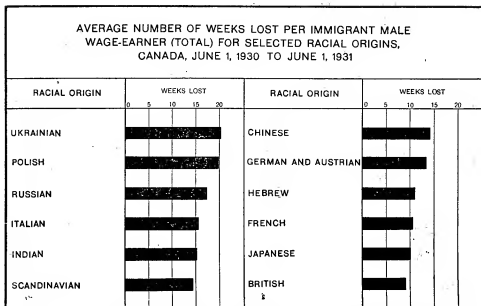 AVERAGE NUMBER OF WEEKS LOST PER IMMIGRANT MALE
WAGE-EARNER (TOTAL) FOR SELECTED RACIAL ORIGINS,
CANADA, JUNE 1, 1930 TO JUNE 1, 1931
RACIAL ORIGIN WEEKS LOST RACIAL ORIGIN WEEKS LOST
0 5 10 15 20 0 5 10 15 20
UKRAINIAN CHINESE
POLISH GERMAN AND AUSTRIAN
RUSSIAN HEBREW
ITALIAN FRENCH
INDIAN JAPANESE
SCANDINAVIAN BRITISH